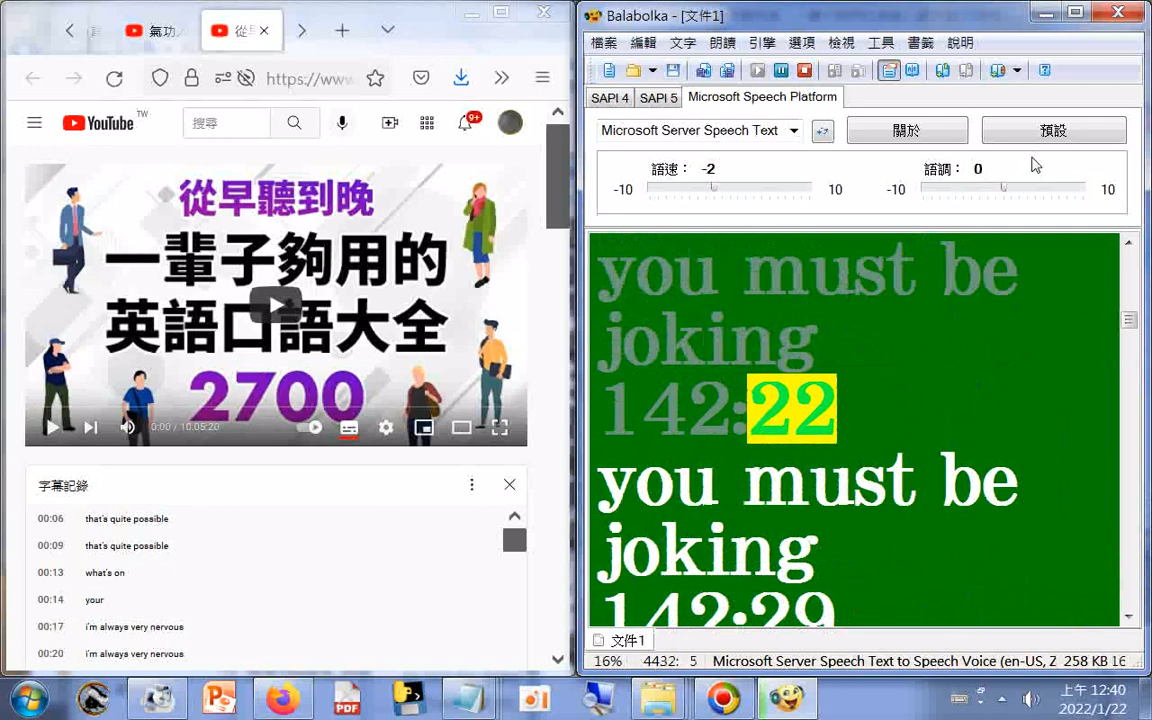 氣功
從
Balabolka - [文件1]
https://www
檔案 編輯 文字 朗讀 引擎 選項 檢視 工具 書籤 說明
SAPI 4 SAPI 5 Microsoft Speech Platform
YouTube TW
搜尋
9+
Microsoft Server Speech Text
關於
預設
語速： -2
-10 10
語調： 0
-10 10
從早聽到晚
一輩子夠用的
英語口語大全
2700
0:00 / 10:05:20
字幕記錄
00:06 that's quite possible
00:09 that's quite possible
00:13 what's on
00:14 your
00:17 i'm always very nervous
00:20 i'm always very nervous
you must be
joking
142:22
you must be
joking
142:29
文件1
16% 4432: 5 Microsoft Server Speech Text to Speech Voice (en-US, Z 258 KB 16
PDF
上午 12:40
2022/1/22